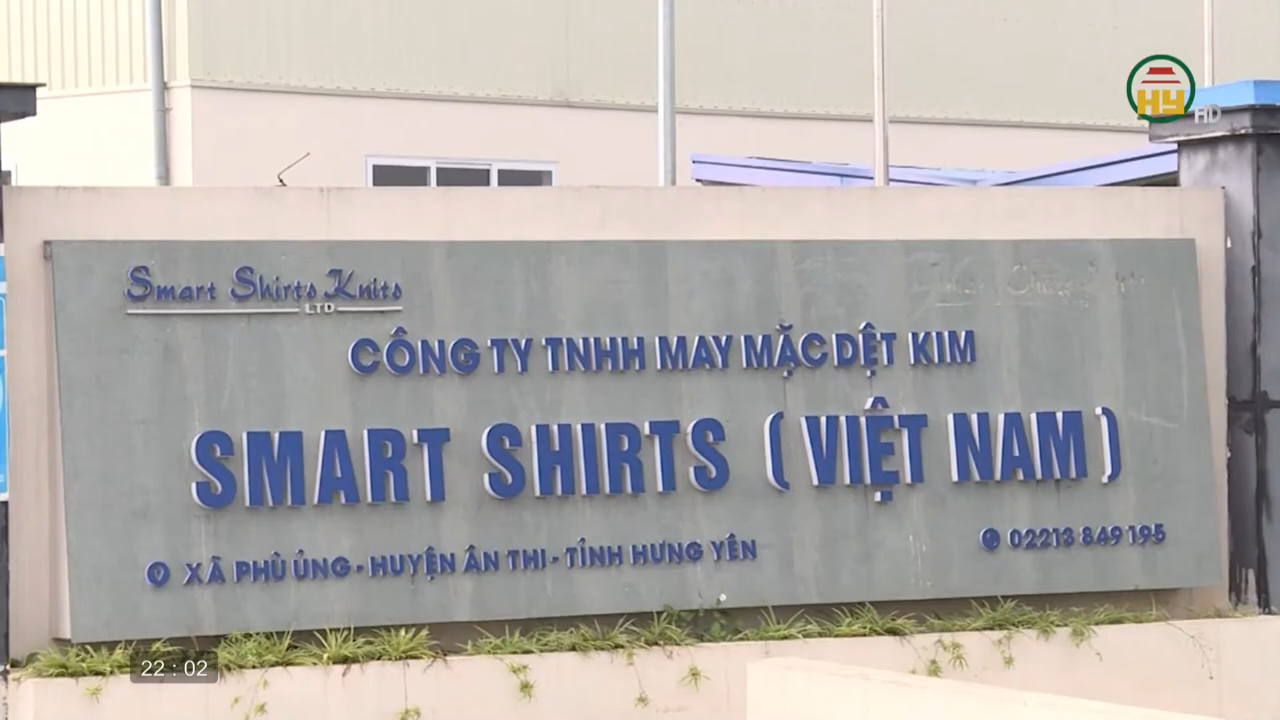 HY HD
Smart Shirts Knits
LTD
CÔNG TY TNHH MAY MẶC DỆT KIM
SMART SHIRTS (VIỆT NAM)
XÃ PHÙ ỦNG - HUYỆN ÂN THI - TỈNH HƯNG YÊN
02213 849 195
22 : 02